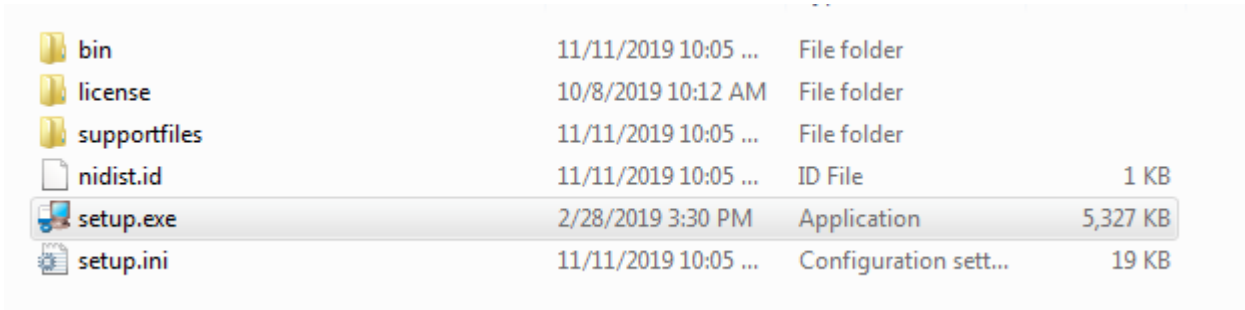 bin 11/11/2019 10:05 ... File folder
license 10/8/2019 10:12 AM File folder
supportfiles 11/11/2019 10:05 ... File folder
nidist.id 11/11/2019 10:05 ... ID File 1 KB
setup.exe 2/28/2019 3:30 PM Application 5,327 KB
setup.ini 11/11/2019 10:05 ... Configuration sett... 19 KB